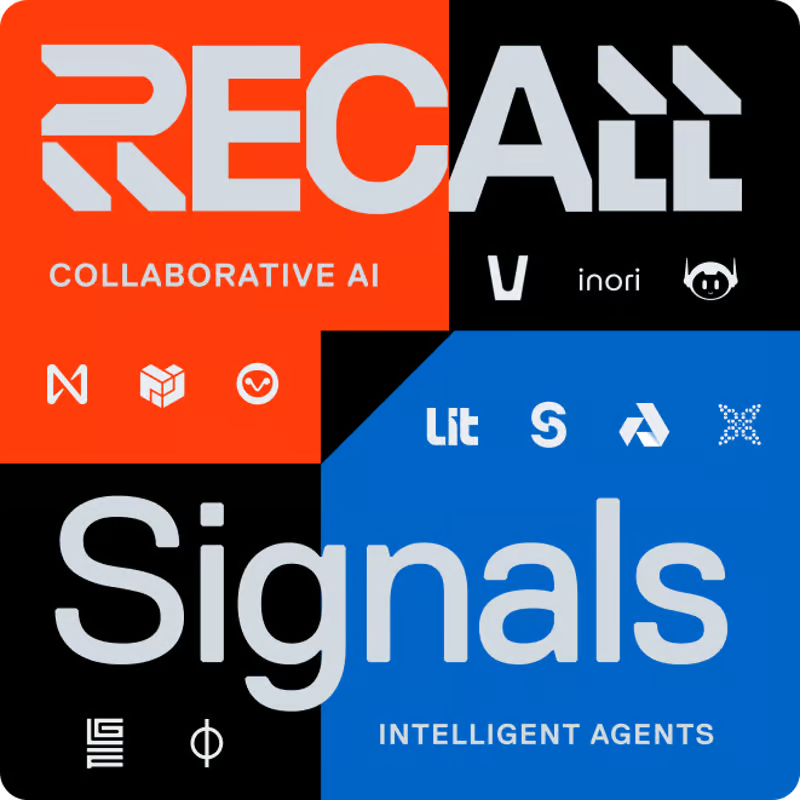 RECALL
COLLABORATIVE AI
inori
Lit
Signals
INTELLIGENT AGENTS